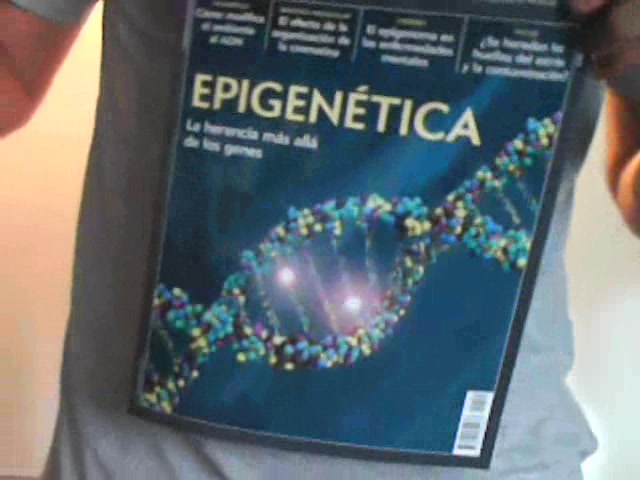 Cómo modifica
el ambiente
al ADN
El efecto de la
organización de
la cromatina
El epigenoma en
las enfermedades
mentales
¿Se heredan las
huellas del estrés
y la contaminación?
EPIGENÉTICA
La herencia más allá
de los genes